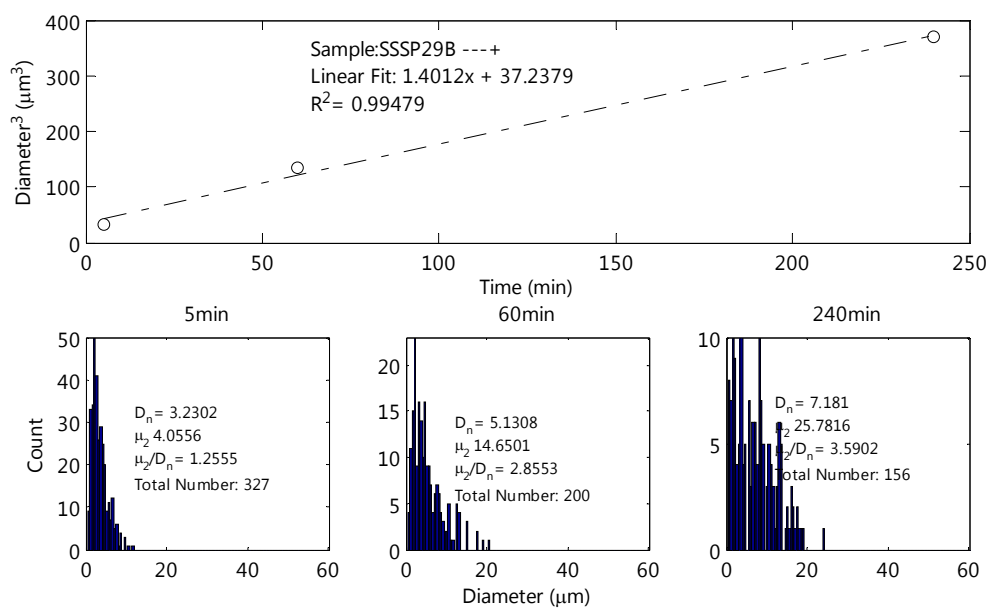 400
300
200
100
0
Diameter³ (μm³)
Sample:SSSP29B ---+
Linear Fit: 1.4012x + 37.2379
R²= 0.99479
0 50 100 150 200 250
Time (min)
5min
50
40
30
20
10
0
Count
Dₙ= 3.2302
μ₂ 4.0556
μ₂/Dₙ= 1.2555
Total Number: 327
0 20 40 60
60min
20
15
10
5
0
Dₙ= 5.1308
μ₂ 14.6501
μ₂/Dₙ= 2.8553
Total Number: 200
0 20 40 60
Diameter (μm)
240min
10
5
0
Dₙ= 7.181
μ₂ 25.7816
μ₂/Dₙ= 3.5902
Total Number: 156
0 20 40 60